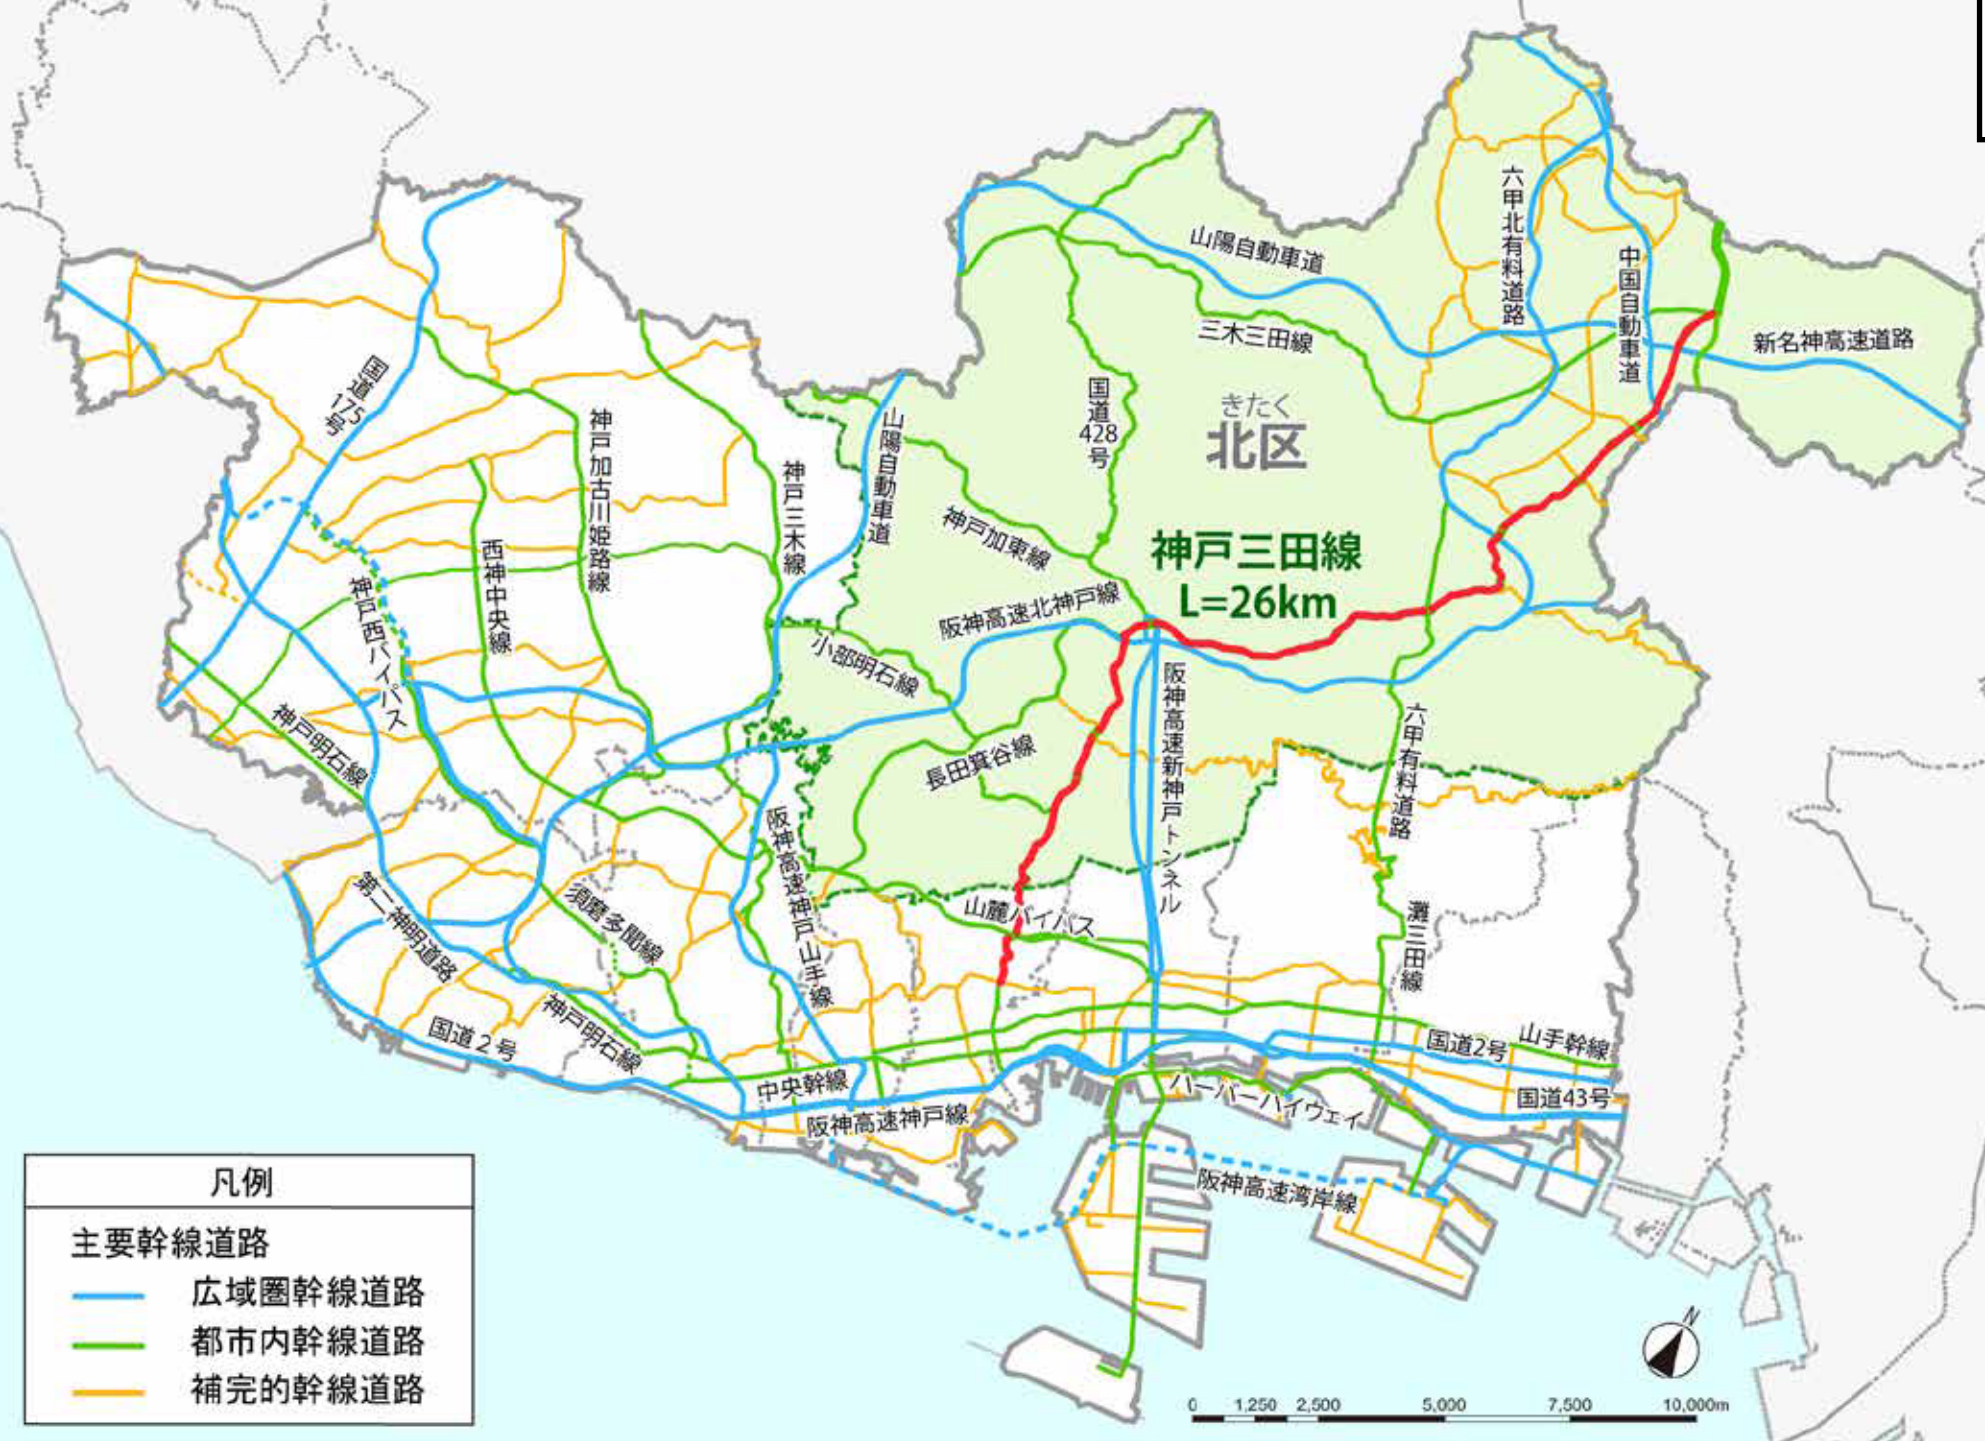 六甲北有料道路
中国自動車道
山陽自動車道
三木三田線
新名神高速道路
国道
175
号
国道
428
号
きたく
北区
神戸加古川姫路線
神戸三木線
山陽自動車道
神戸加東線
神戸三田線
L=26km
西神中央線
神戸西バイパス
阪神高速北神戸線
小部明石線
神戸明石線
長田箕谷線
阪神高速新神戸トンネル
六甲有料道路
阪神高速神戸山手線
第二神明道路
須磨多聞線
山麓バイパス
灘三田線
国道2号
神戸明石線
国道2号
山手幹線
中央幹線
ハーバーハイウェイ
国道43号
阪神高速神戸線
阪神高速湾岸線
凡例
主要幹線道路
広域圏幹線道路
都市内幹線道路
補完的幹線道路
N
0 1,250 2,500 5,000 7,500 10,000m